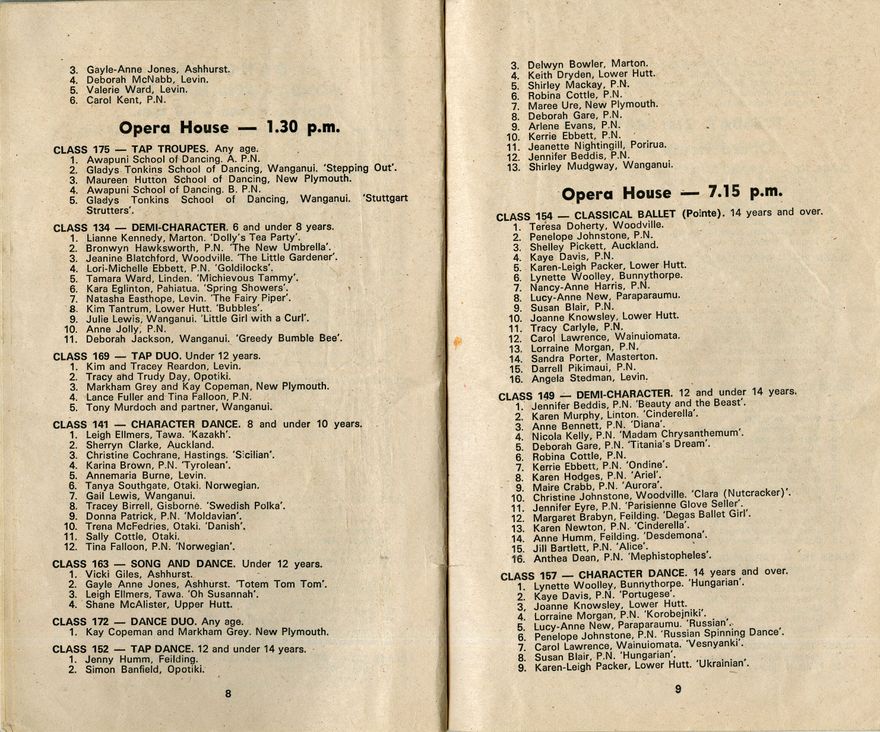 3. Gayle-Anne Jones, Ashhurst.
4. Deborah McNabb, Levin.
5. Valerie Ward, Levin.
6. Carol Kent, P.N.
Opera House — 1.30 p.m.
CLASS 175 — TAP TROUPES. Any age.
1. Awapuni School of Dancing. A. P.N.
2. Gladys Tonkins School of Dancing, Wanganui. 'Stepping Out'.
3. Maureen Hutton School of Dancing, New Plymouth.
4. Awapuni School of Dancing. B. P.N.
5. Gladys Tonkins School of Dancing, Wanganui. 'Stuttgart
Strutters'.
CLASS 134 — DEMI-CHARACTER. 6 and under 8 years.
1. Lianne Kennedy, Marton. 'Dolly's Tea Party'.
2. Bronwyn Hawksworth, P.N. 'The New Umbrella'.
3. Jeanine Blatchford, Woodville. 'The Little Gardener'.
4. Lori-Michelle Ebbett, P.N. 'Goldilocks'.
5. Tamara Ward, Linden. 'Michievous Tammy'.
6. Kara Eglinton, Pahiatua. 'Spring Showers'.
7. Natasha Easthope, Levin. 'The Fairy Piper'.
8. Kim Tantrum, Lower Hutt. 'Bubbles'.
9. Julie Lewis, Wanganui. 'Little Girl with a Curl'.
10. Anne Jolly, P.N.
11. Deborah Jackson, Wanganui. 'Greedy Bumble Bee'.
CLASS 169 — TAP DUO. Under 12 years.
1. Kim and Tracey Reardon, Levin.
2. Tracy and Trudy Day, Opotiki.
3. Markham Grey and Kay Copeman, New Plymouth.
4. Lance Fuller and Tina Falloon, P.N.
5. Tony Murdoch and partner, Wanganui.
CLASS 141 — CHARACTER DANCE. 8 and under 10 years.
1. Leigh Ellmers, Tawa. 'Kazakh'.
2. Sherryn Clarke, Auckland.
3. Christine Cochrane, Hastings. 'Sicilian'.
4. Karina Brown, P.N. 'Tyrolean'.
5. Annemaria Burne, Levin.
6. Tanya Southgate, Otaki. Norwegian.
7. Gail Lewis, Wanganui.
8. Tracey Birrell, Gisborne. 'Swedish Polka'.
9. Donna Patrick, P.N. 'Moldavian'.
10. Trena McFedries, Otaki. 'Danish'.
11. Sally Cottle, Otaki.
12. Tina Falloon, P.N. 'Norwegian'.
CLASS 163 — SONG AND DANCE. Under 12 years.
1. Vicki Giles, Ashhurst.
2. Gayle Anne Jones, Ashhurst. 'Totem Tom Tom'.
3. Leigh Ellmers, Tawa. 'Oh Susannah'.
4. Shane McAlister, Upper Hutt.
CLASS 172 — DANCE DUO. Any age.
1. Kay Copeman and Markham Grey. New Plymouth.
CLASS 152 — TAP DANCE. 12 and under 14 years.
1. Jenny Humm, Feilding.
2. Simon Banfield, Opotiki.
8
3. Delwyn Bowler, Marton.
4. Keith Dryden, Lower Hutt.
5. Shirley Mackay, P.N.
6. Robina Cottle, P.N.
7. Maree Ure, New Plymouth.
8. Deborah Gare, P.N.
9. Arlene Evans, P.N.
10. Kerrie Ebbett, P.N.
11. Jeanette Nightingill, Porirua.
12. Jennifer Beddis, P.N.
13. Shirley Mudgway, Wanganui.
Opera House — 7.15 p.m.
CLASS 154 — CLASSICAL BALLET (Pointe). 14 years and over.
1. Teresa Doherty, Woodville.
2. Penelope Johnstone, P.N.
3. Shelley Pickett, Auckland.
4. Kaye Davis, P.N.
5. Karen-Leigh Packer, Lower Hutt.
6. Lynette Woolley, Bunnythorpe.
7. Nancy-Anne Harris, P.N.
8. Lucy-Anne New, Paraparaumu.
9. Susan Blair, P.N.
10. Joanne Knowsley, Lower Hutt.
11. Tracy Carlyle, P.N.
12. Carol Lawrence, Wainuiomata.
13. Lorraine Morgan, P.N.
14. Sandra Porter, Masterton.
15. Darrell Pikimaui, P.N.
16. Angela Stedman, Levin.
CLASS 149 — DEMI-CHARACTER. 12 and under 14 years.
1. Jennifer Beddis, P.N. 'Beauty and the Beast'.
2. Karen Murphy, Linton. 'Cinderella'.
3. Anne Bennett, P.N. 'Diana'.
4. Nicola Kelly, P.N. 'Madam Chrysanthemum'.
5. Deborah Gare, P.N. 'Titania's Dream'.
6. Robina Cottle, P.N.
7. Kerrie Ebbett, P.N. 'Ondine'.
8. Karen Hodges, P.N. 'Ariel'.
9. Maire Crabb, P.N. 'Aurora'.
10. Christine Johnstone, Woodville. 'Clara (Nutcracker)'.
11. Jennifer Eyre, P.N. 'Parisienne Glove Seller'.
12. Margaret Brabyn, Feilding. 'Degas Ballet Girl'.
13. Karen Newton, P.N. 'Cinderella'.
14. Anne Humm, Feilding. 'Desdemona'.
15. Jill Bartlett, P.N. 'Alice'.
16. Anthea Dean, P.N. 'Mephistopheles'.
CLASS 157 — CHARACTER DANCE. 14 years and over.
1. Lynette Woolley, Bunnythorpe. 'Hungarian'.
2. Kaye Davis, P.N. 'Portugese'.
3. Joanne Knowsley, Lower Hutt.
4. Lorraine Morgan, P.N. 'Korobejniki'.
5. Lucy-Anne New, Paraparaumu. 'Russian'.
6. Penelope Johnstone, P.N. 'Russian Spinning Dance'.
7. Carol Lawrence, Wainuiomata. 'Vesnyanki'.
8. Susan Blair, P.N. 'Hungarian'.
9. Karen-Leigh Packer, Lower Hutt. 'Ukrainian'.
9